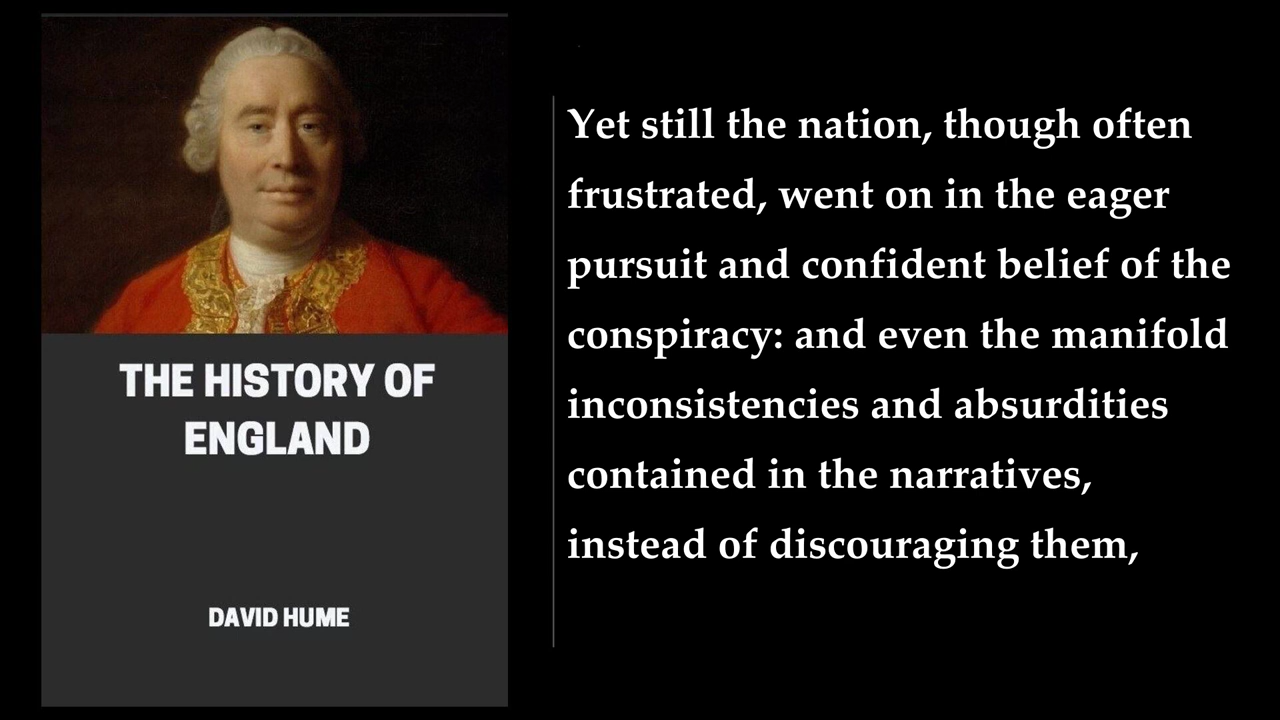 THE HISTORY OF
ENGLAND
DAVID HUME
Yet still the nation, though often
frustrated, went on in the eager
pursuit and confident belief of the
conspiracy: and even the manifold
inconsistencies and absurdities
contained in the narratives,
instead of discouraging them,